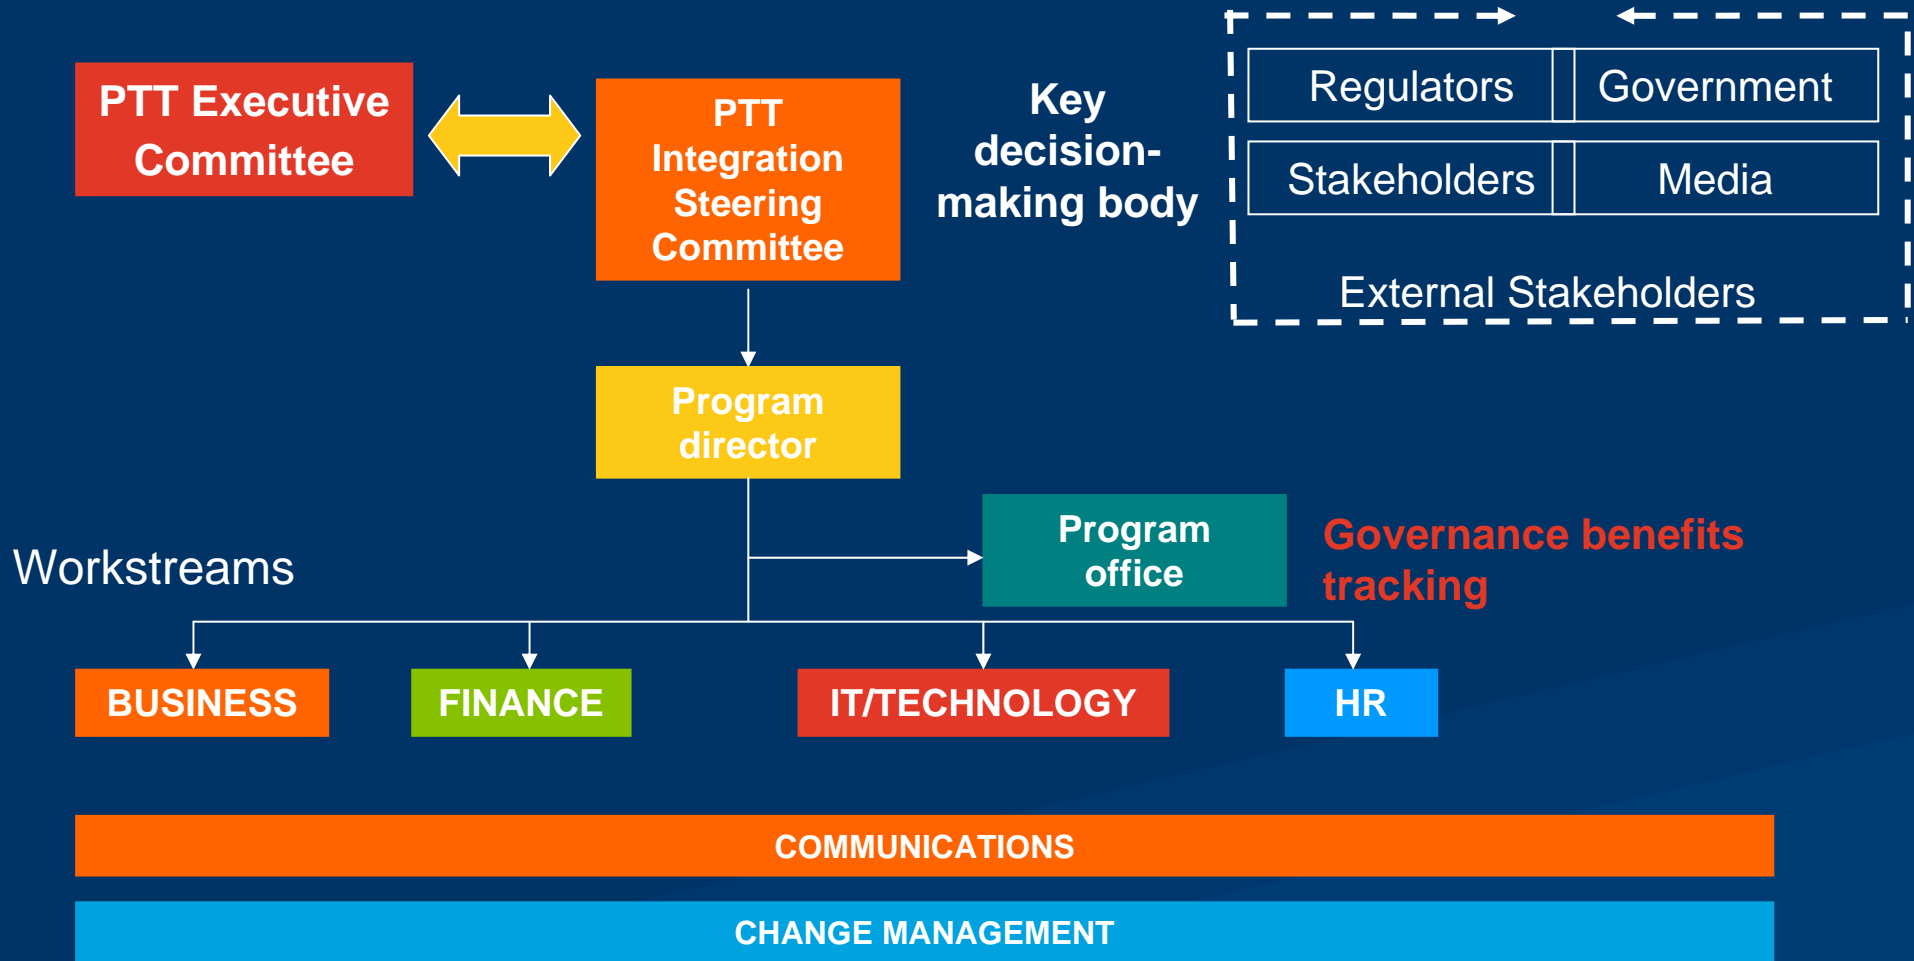 PTT Executive
Committee
PTT
Integration
Steering
Committee
Key
decision-
making body
Regulators
Government
Stakeholders
Media
External Stakeholders
Program
director
Program
office
Governance benefits
tracking
Workstreams
BUSINESS
FINANCE
IT/TECHNOLOGY
HR
COMMUNICATIONS
CHANGE MANAGEMENT